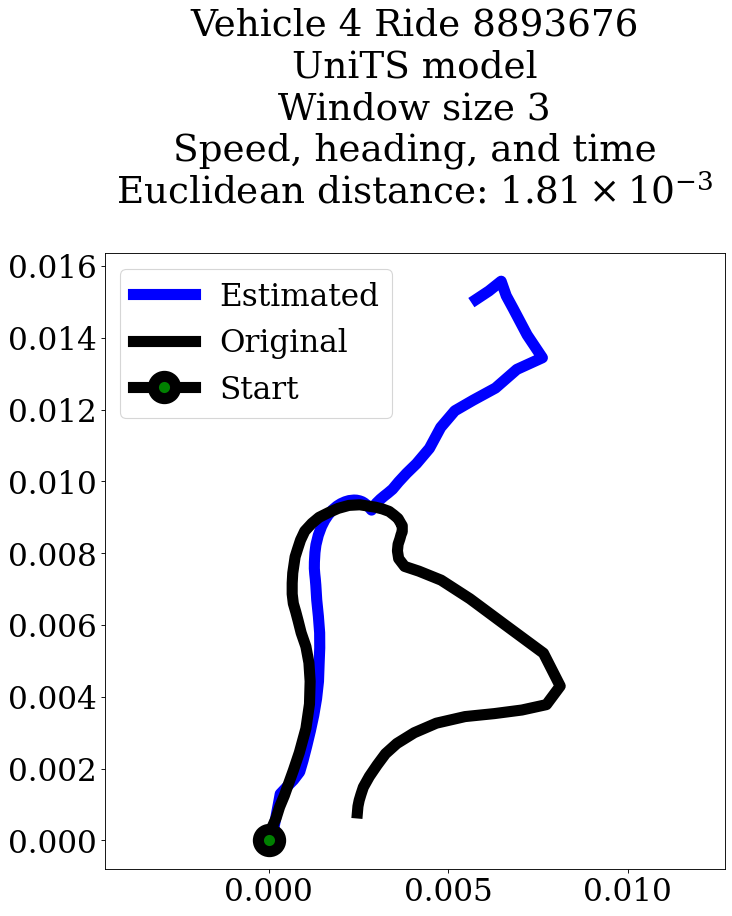 Vehicle 4 Ride 8893676
UniTS model
Window size 3
Speed, heading, and time
Euclidean distance: 1.81 × 10⁻³
0.016
Estimated
0.014
Original
Start
0.012
0.010
0.008
0.006
0.004
0.002
0.000
0.000 0.005 0.010